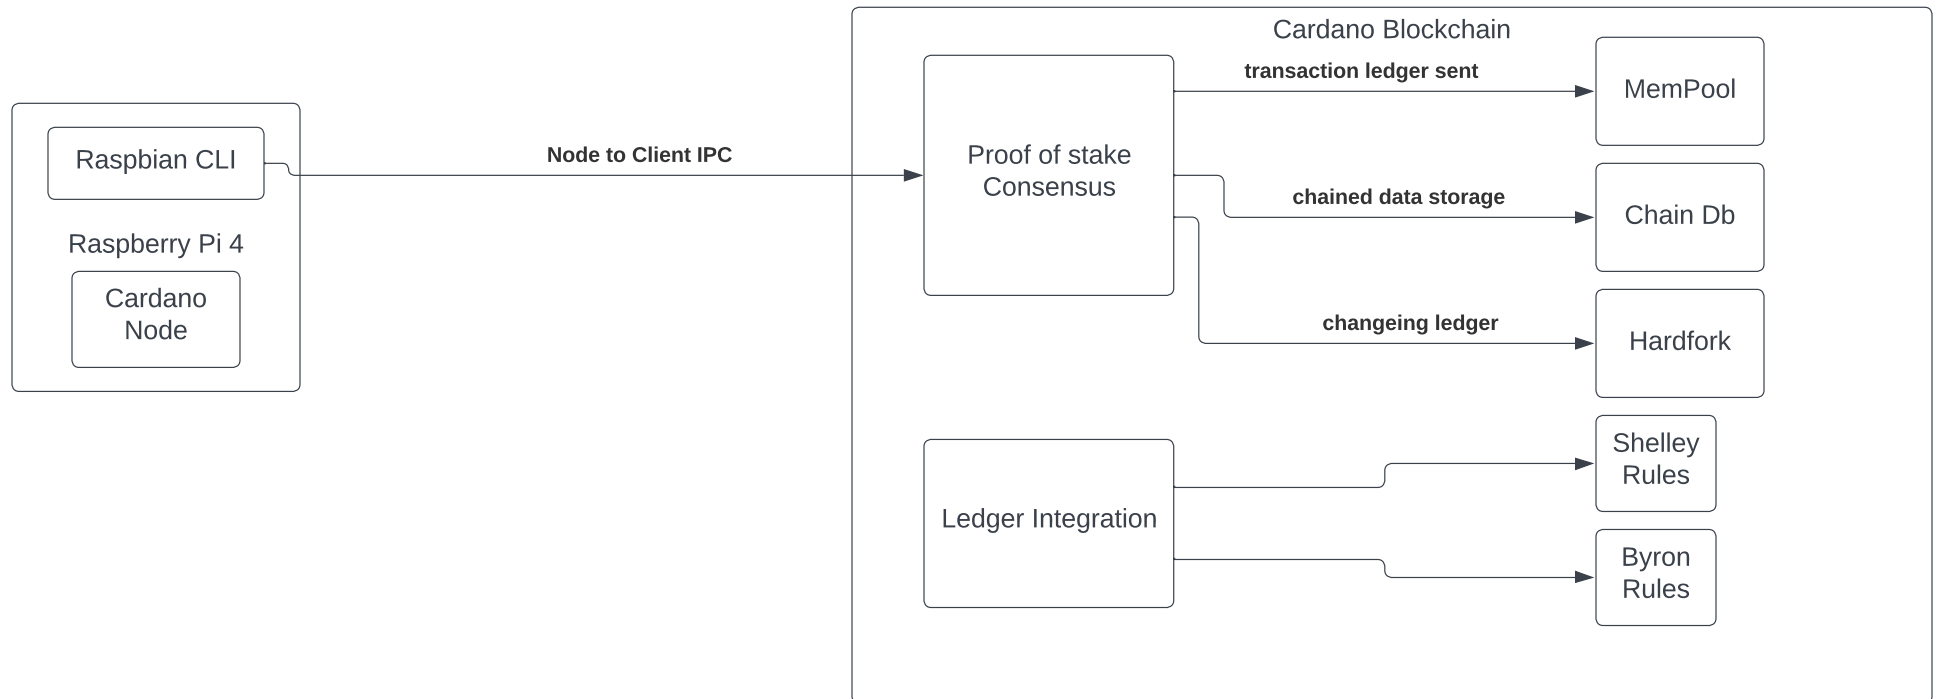 Cardano Blockchain
transaction ledger sent
MemPool
Raspbian CLI
Node to Client IPC
Proof of stake
Consensus
chained data storage
Chain Db
Raspberry Pi 4
Cardano
Node
changeing ledger
Hardfork
Shelley
Rules
Ledger Integration
Byron
Rules